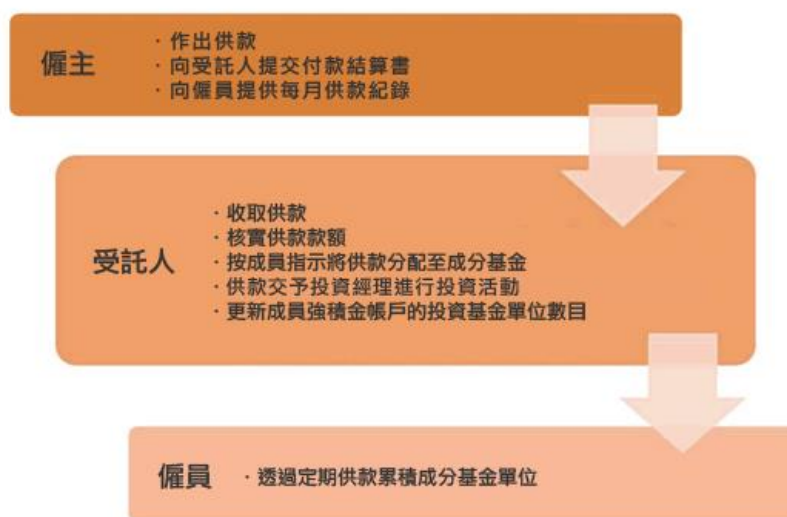 僱主
· 作出供款
· 向受託人提交付款結算書
· 向僱員提供每月供款紀錄
受託人
· 收取供款
· 核實供款款額
· 按成員指示將供款分配至成分基金
· 供款交予投資經理進行投資活動
· 更新成員強積金帳戶的投資基金單位數目
僱員
· 透過定期供款累積成分基金單位